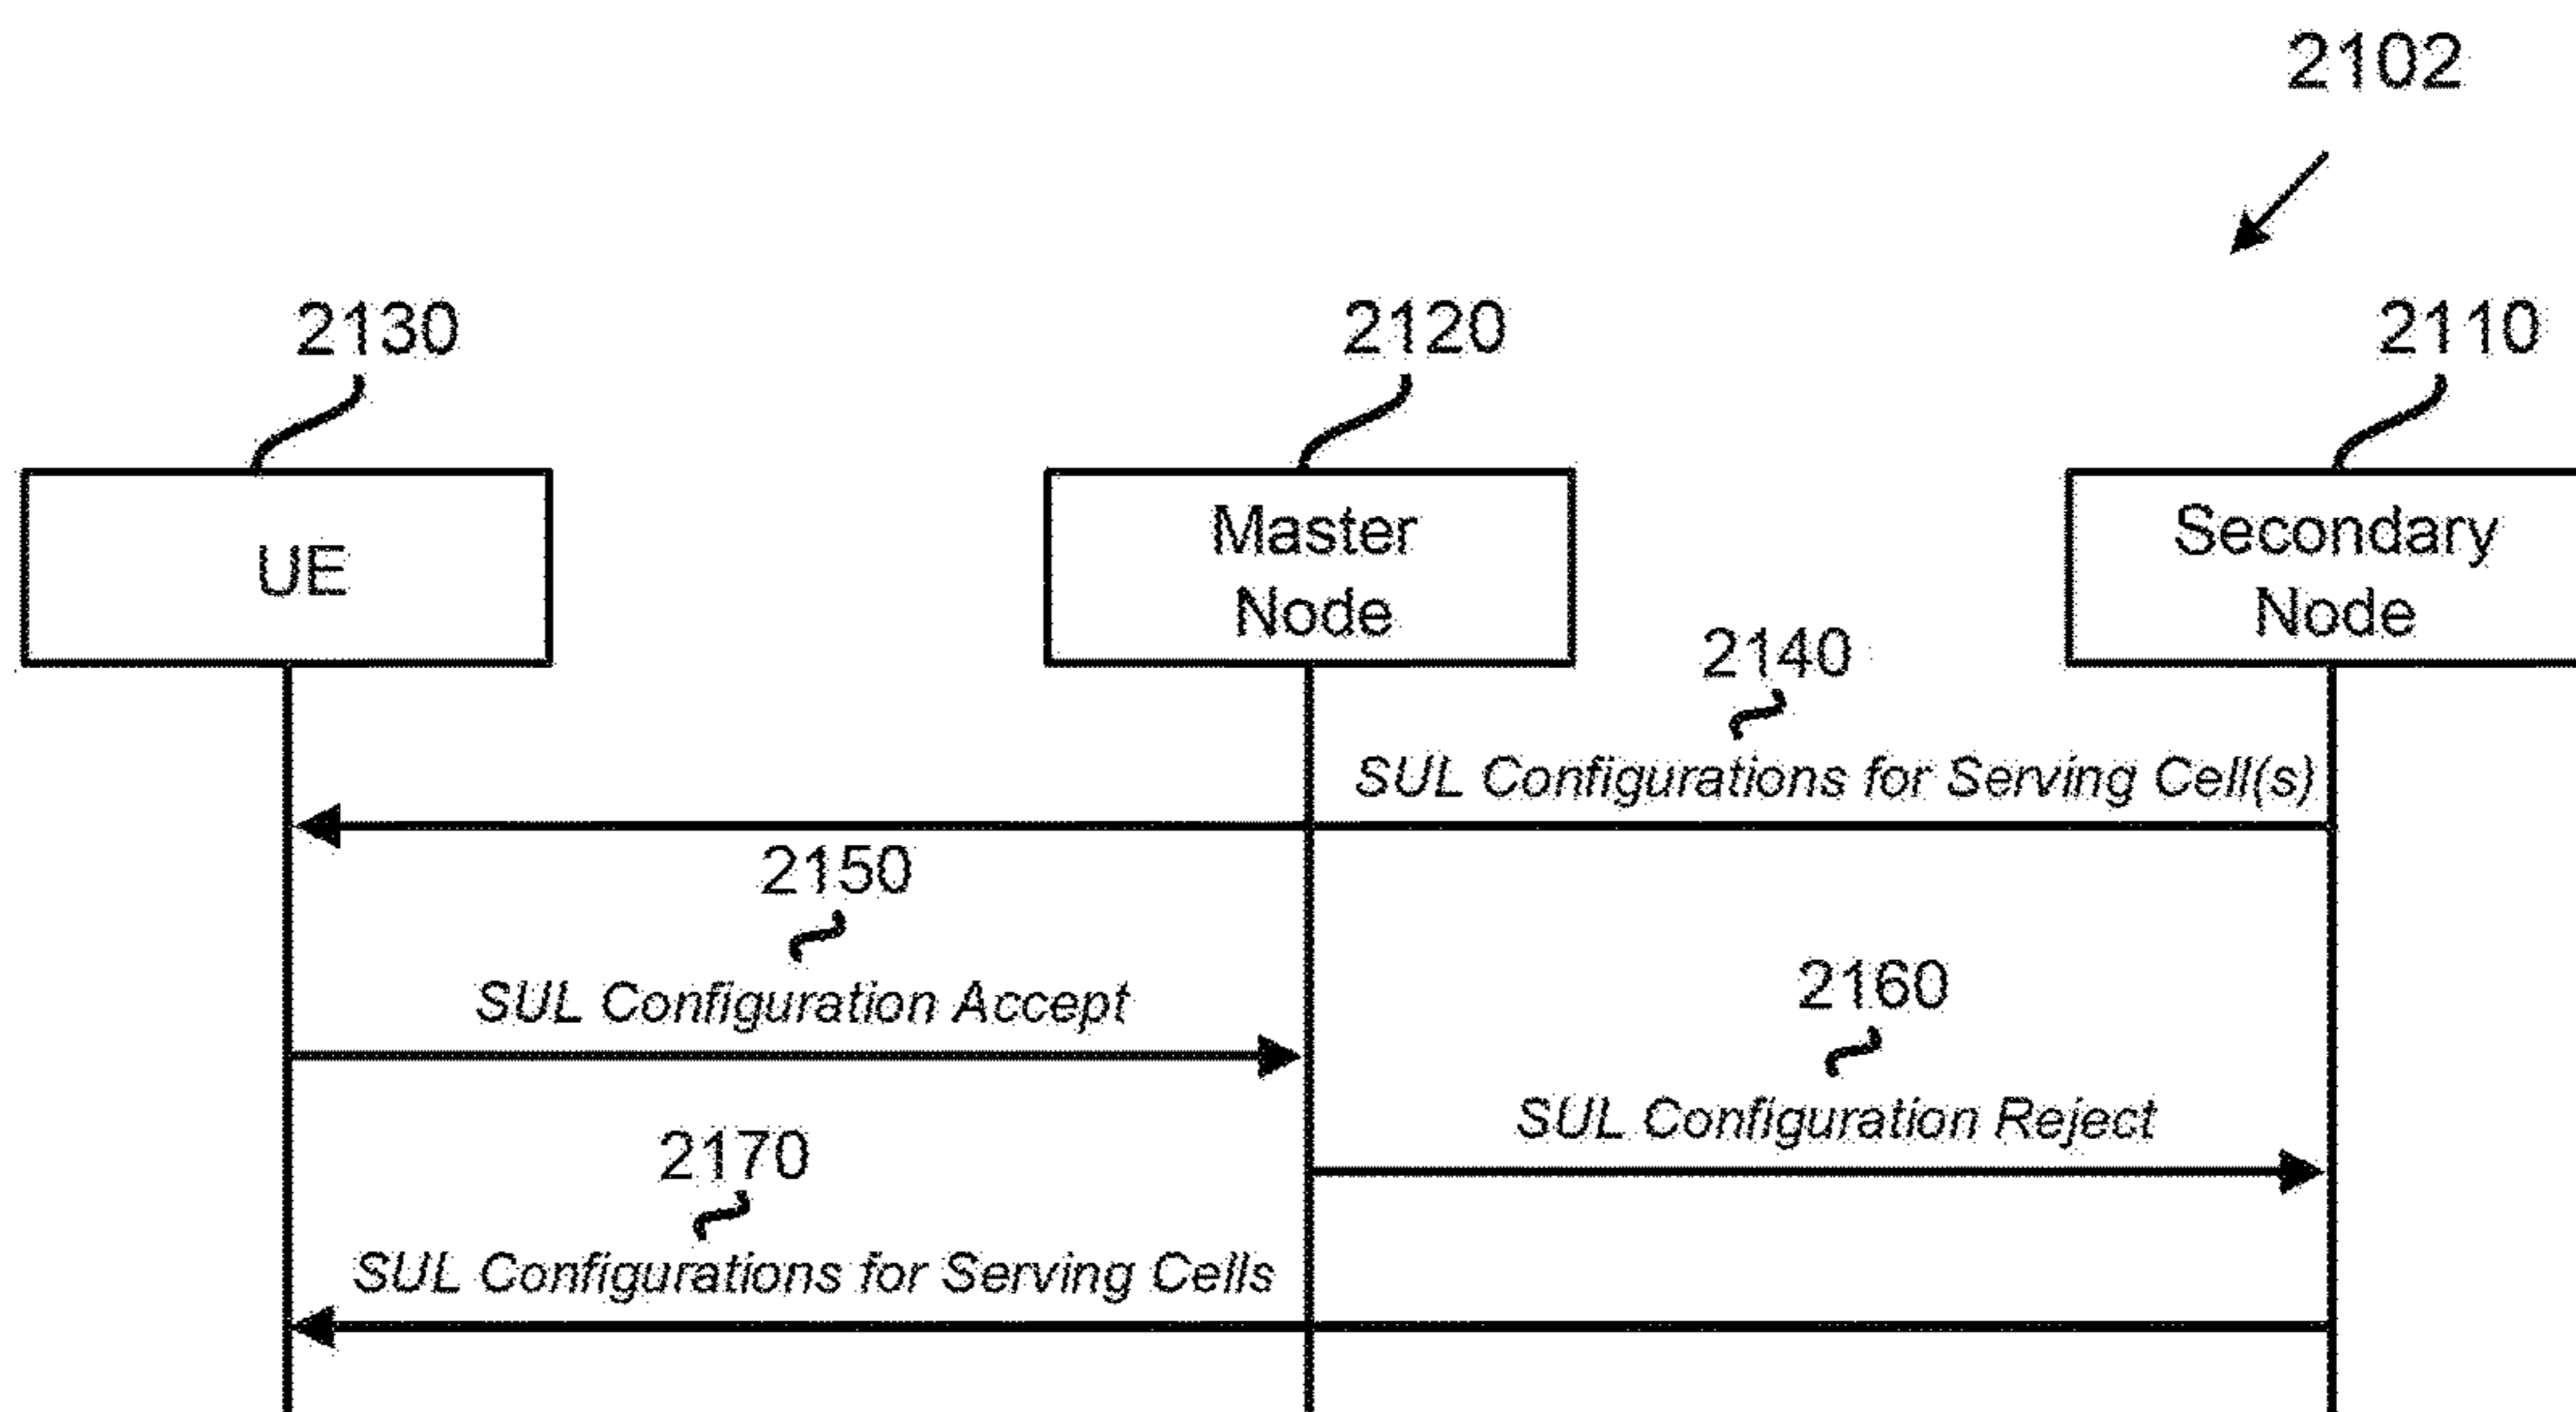 2102
2130
2120
2110
UE
Master
Node
Secondary
Node
2140
SUL Configurations for Serving Cell(s)
2150
SUL Configuration Accept
2160
SUL Configuration Reject
2170
SUL Configurations for Serving Cells